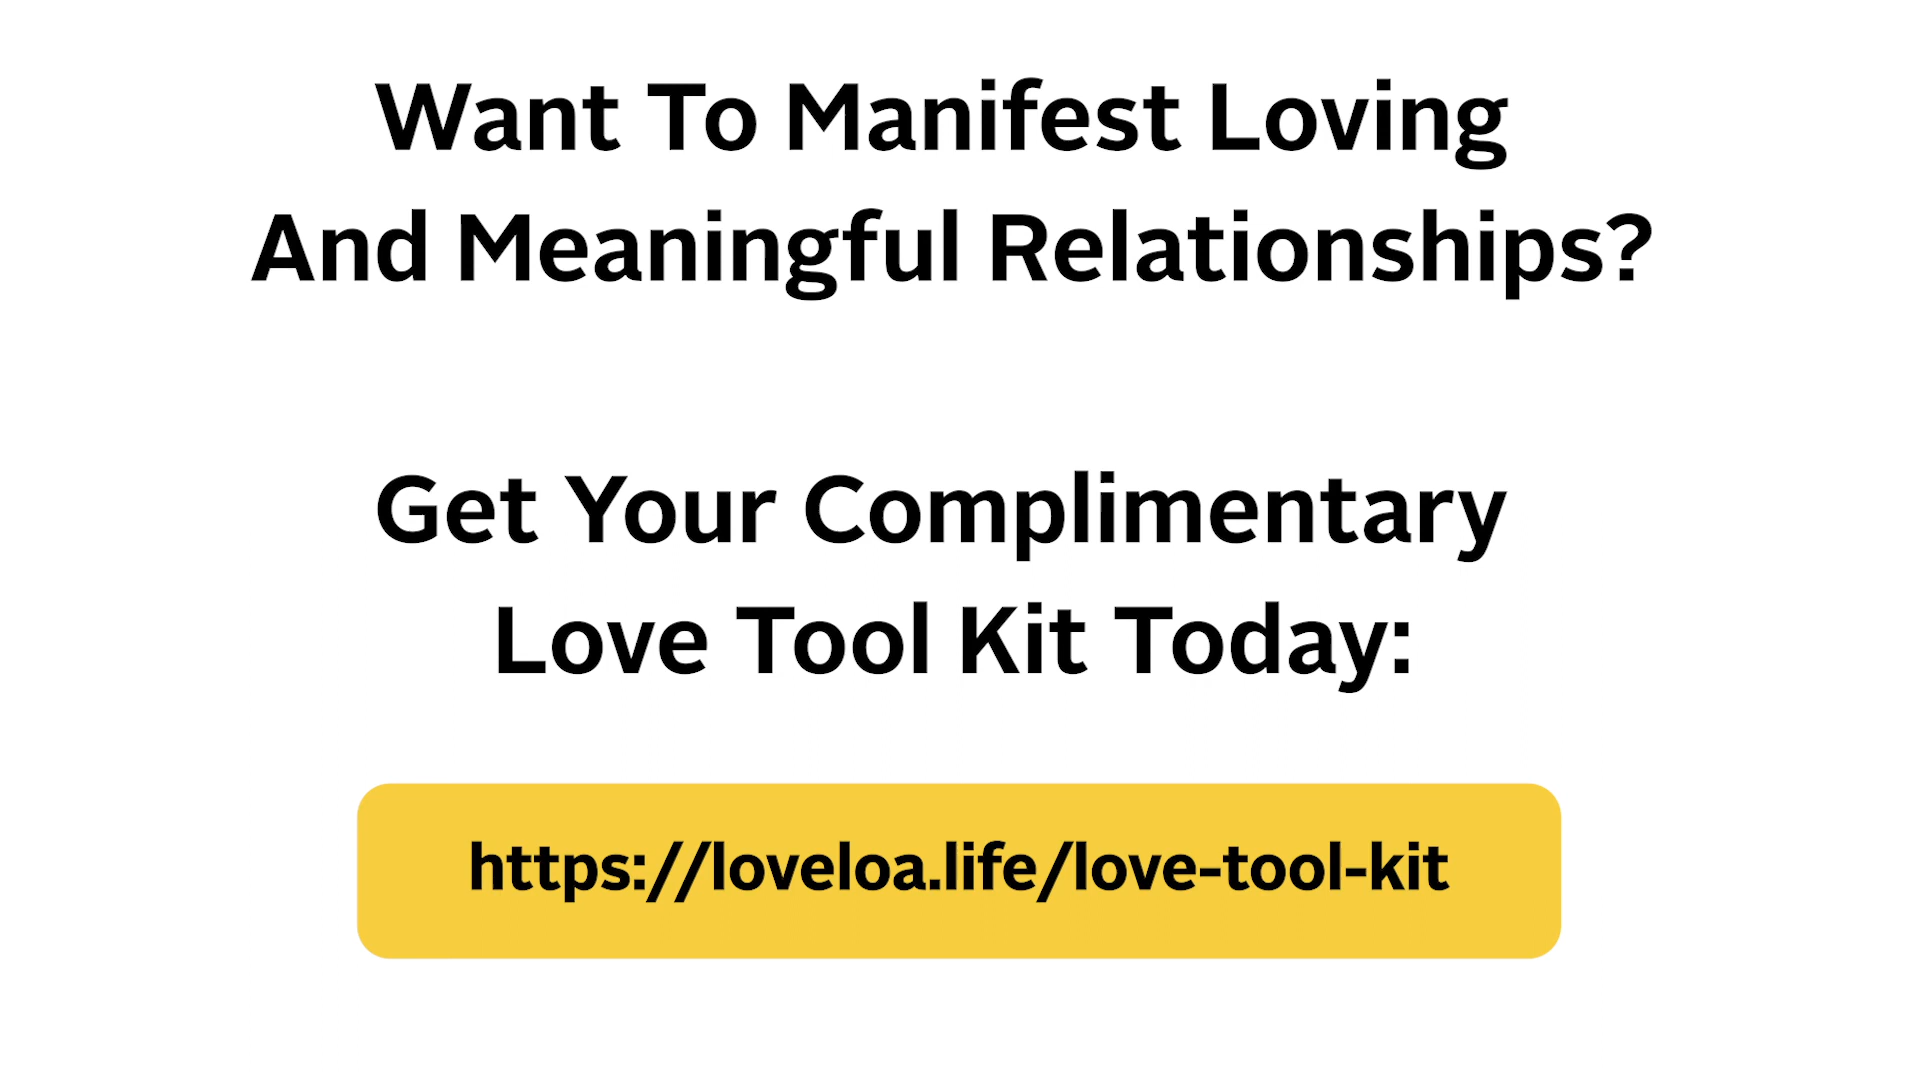 Want To Manifest Loving
And Meaningful Relationships?
Get Your Complimentary
Love Tool Kit Today:
https://loveloa.life/love-tool-kit